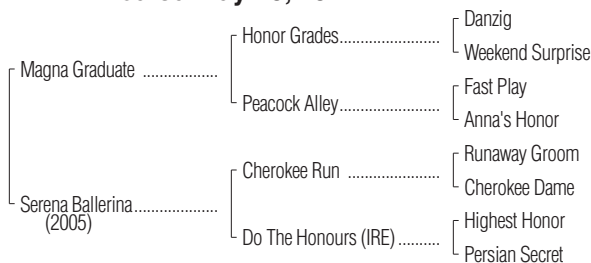 Honor Grades........................
Danzig
Weekend Surprise
Magna Graduate ..................
Peacock Alley........................
Fast Play
Anna's Honor
Cherokee Run ......................
Runaway Groom
Cherokee Dame
Serena Ballerina....................
(2005)
Do The Honours (IRE) ..........
Highest Honor
Persian Secret